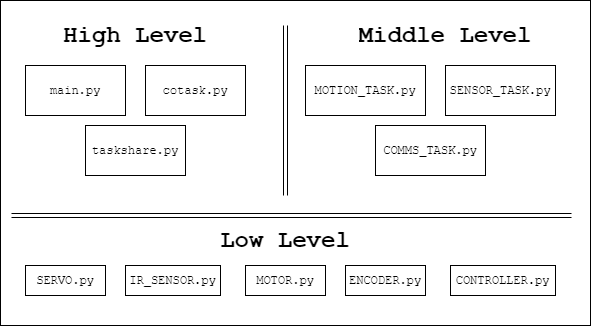 High Level
main.py
cotask.py
taskshare.py
Middle Level
MOTION_TASK.py
SENSOR_TASK.py
COMMS_TASK.py
Low Level
SERVO.py
IR_SENSOR.py
MOTOR.py
ENCODER.py
CONTROLLER.py